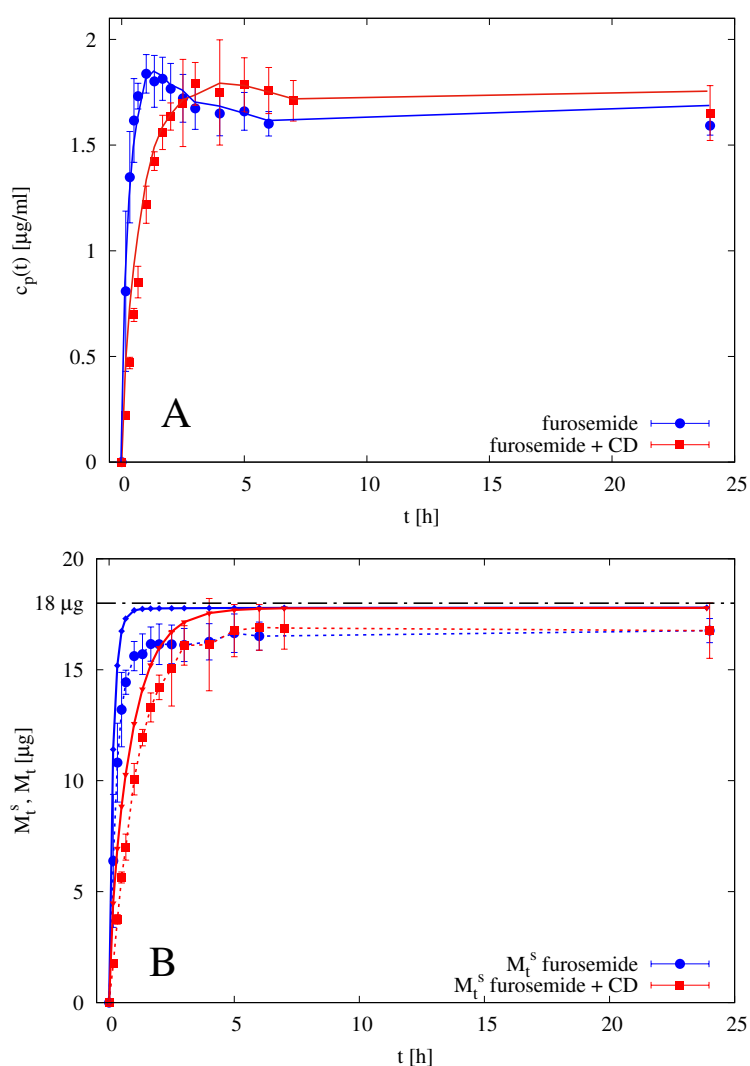 2
1.5
1
0.5
0
c_p(t) [µg/ml]
A
furosemide
furosemide + CD
0 5 10 15 20 25
t [h]
20
18 µg
15
10
5
0
M_t^s, M_t [µg]
B
M_t^s furosemide
M_t^s furosemide + CD
0 5 10 15 20 25
t [h]